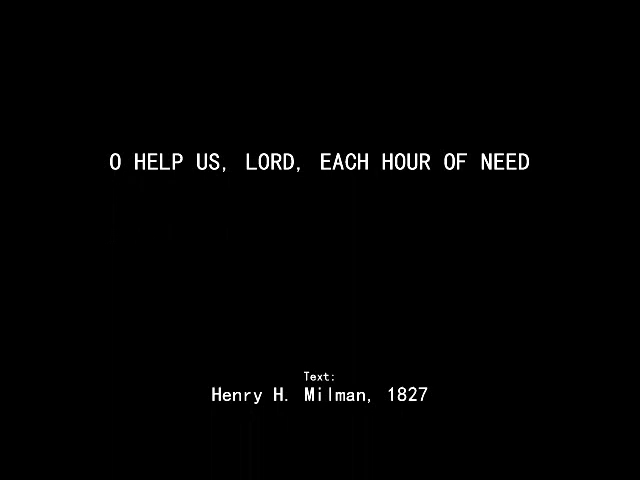 O HELP US, LORD, EACH HOUR OF NEED
Text:
Henry H. Milman, 1827